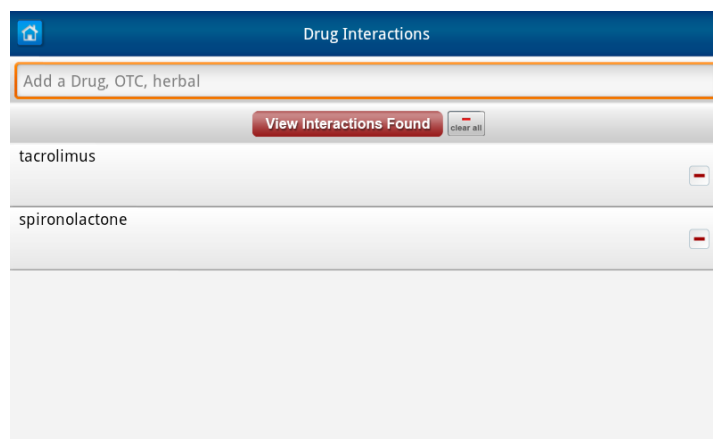 Drug Interactions
Add a Drug, OTC, herbal
View Interactions Found
clear all
tacrolimus
spironolactone